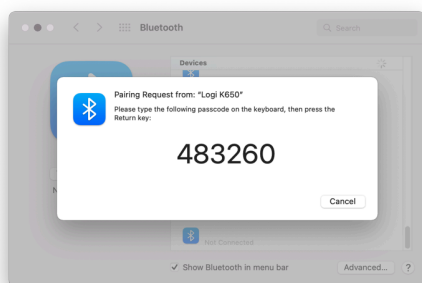 Bluetooth
Search
Devices
Pairing Request from: “Logi K650”
Please type the following passcode on the keyboard, then press the
Return key:
483260
Cancel
Not Connected
Show Bluetooth in menu bar
Advanced...
?